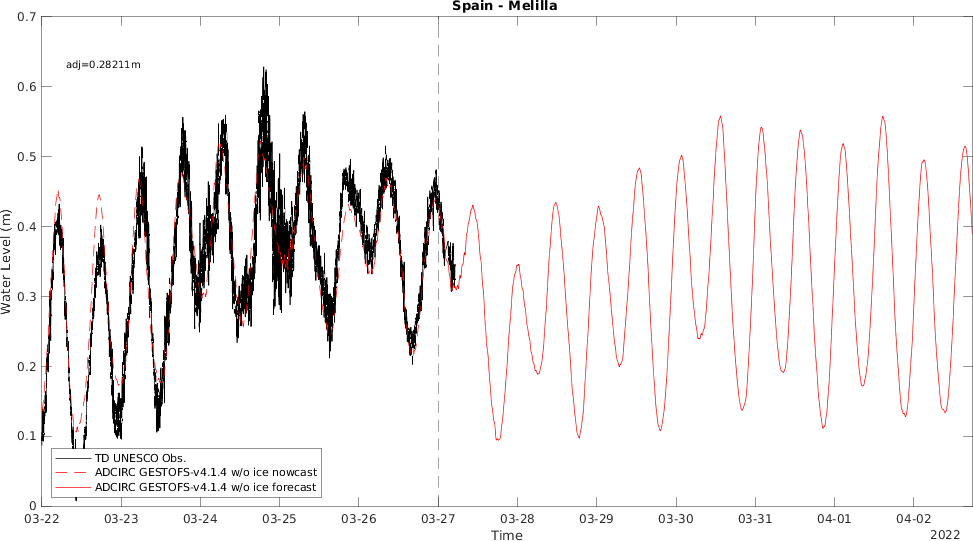 Spain - Melilla
0.7
0.6
0.5
0.4
0.3
0.2
0.1
0
Water Level (m)
adj=0.28211m
TD UNESCO Obs.
ADCIRC GESTOFS-v4.1.4 w/o ice nowcast
ADCIRC GESTOFS-v4.1.4 w/o ice forecast
03-22 03-23 03-24 03-25 03-26 03-27 03-28 03-29 03-30 03-31 04-01 04-02
2022
Time